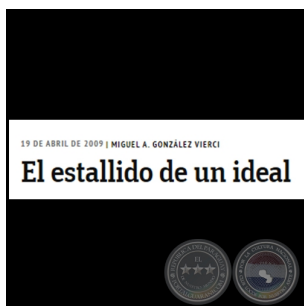 19 DE ABRIL DE 2009 | MIGUEL A. GONZÁLEZ VIERCI
El estallido de un ideal